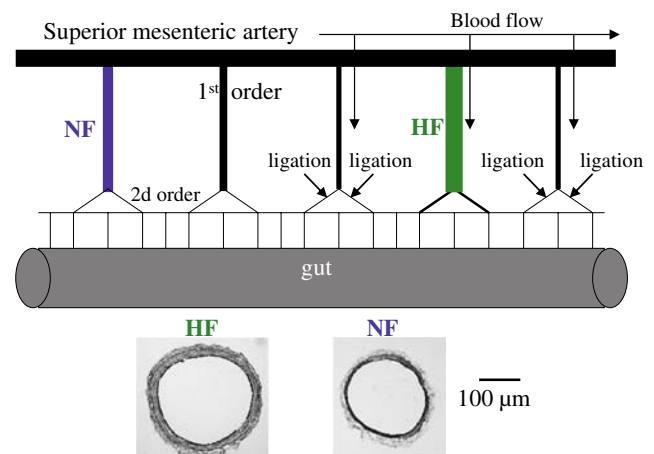 Blood flow
Superior mesenteric artery
1st order
NF
HF
ligation ligation
ligation ligation
2d order
gut
HF
NF
100 µm